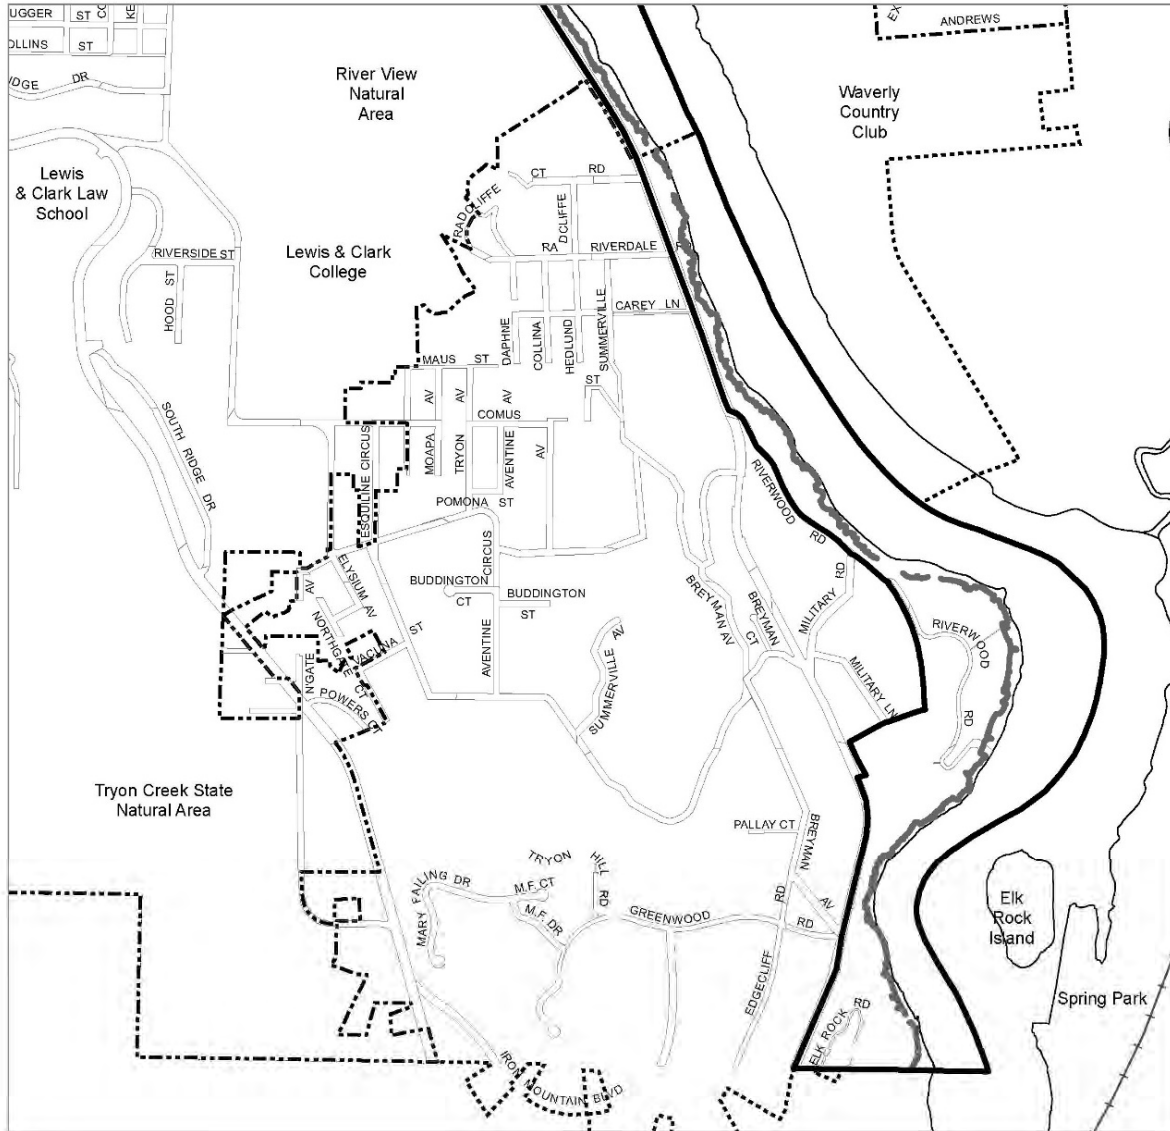 UGGER ST
OLLINS ST
IDGE DR
CO
KE
EX
ANDREWS
River View
Natural
Area
Waverly
Country
Club
Lewis
& Clark Law
School
Lewis & Clark
College
RADCLIFFE
CT RD
DCLIFFE
RA RIVERDALE
RIVERSIDE ST
HOOD ST
CAREY LN
DAPHNE AV
COLLINA
HEDLUND
SUMMERVILLE
ST
MAUS ST
MOAPA AV
TRYON AV
COMUS
AVENTINE AV
ESQUILINE CIRCUS
POMONA ST
SOUTH RIDGE DR
RIVERWOOD RD
ELYSIUM AV
AV
NORTHGATE CT
VACUNA ST
N'GATE
POWERS CT
BUDDINGTON CT
BUDDINGTON ST
AVENTINE CIRCUS
SUMMERVILLE AV
BREYMAN AV
BREYMAN
CT
MILITARY RD
MILITARY LN
RIVERWOOD RD
Tryon Creek State
Natural Area
PALLAY CT
BREYMAN AV
TRYON HILL RD
MARY FAILING DR
M.F. CT
M.F. DR
GREENWOOD RD
RD
EDGECLIFF
ELK ROCK RD
Elk
Rock
Island
Spring Park
IRON MOUNTAIN BLVD